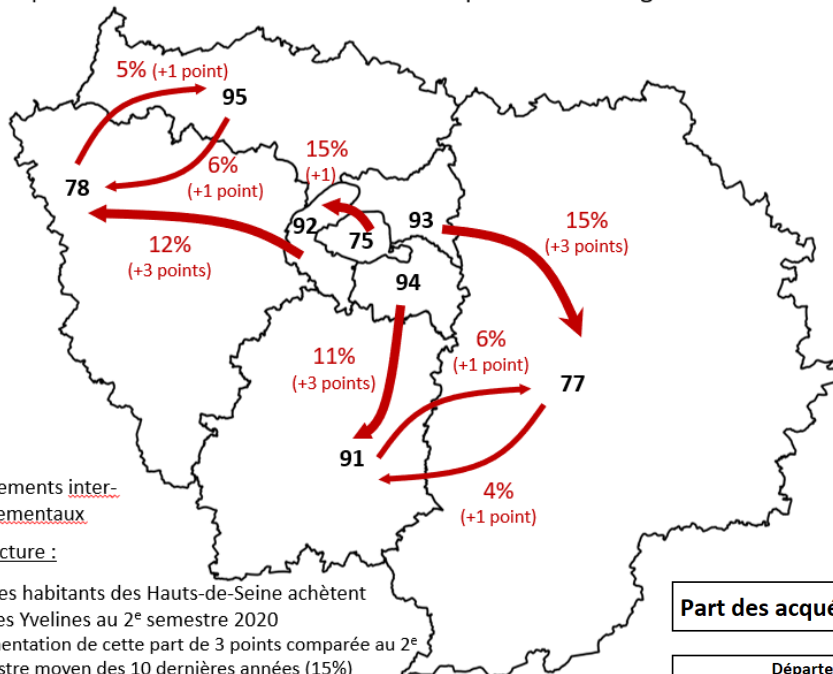 5% (+1 point)
95
15%
(+1)
6%
(+1 point)
78
92
75
93
15%
(+3 points)
12%
(+3 points)
94
11%
(+3 points)
6%
(+1 point)
77
91
4%
(+1 point)
ements inter-
ementaux
cture :
es habitants des Hauts-de-Seine achètent
es Yvelines au 2e semestre 2020
entation de cette part de 3 points comparée au 2e
stre moyen des 10 dernières années (15%)
Part des acqué
Départe